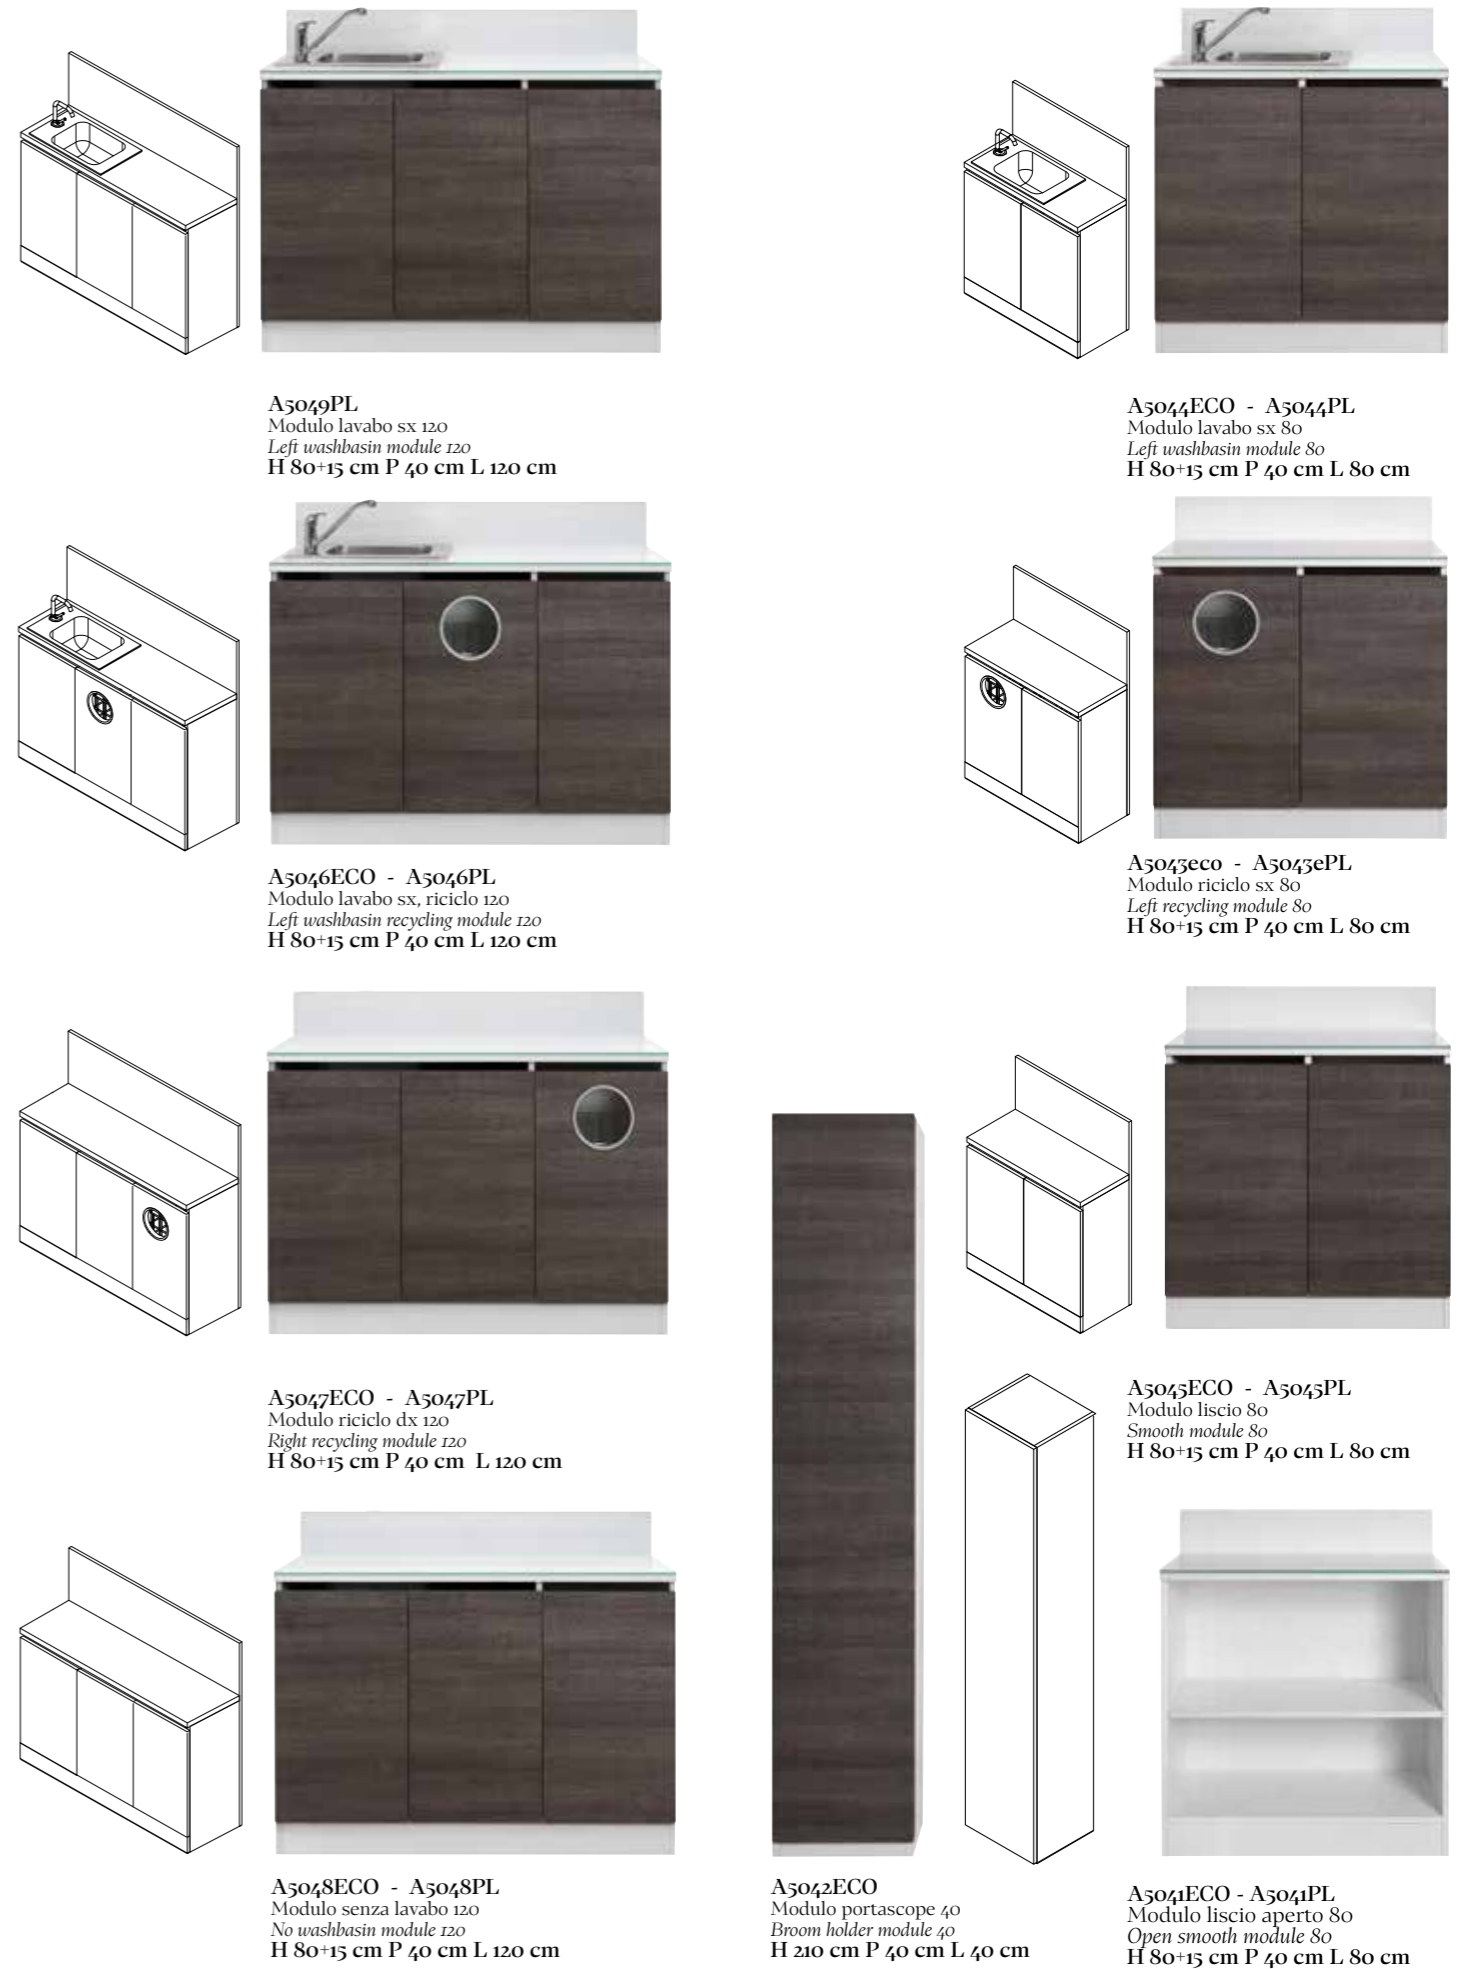 A5049PL
Modulo lavabo sx 120
Left washbasin module 120
H 80+15 cm P 40 cm L 120 cm
A5044ECO - A5044PL
Modulo lavabo sx 80
Left washbasin module 80
H 80+15 cm P 40 cm L 80 cm
A5046ECO - A5046PL
Modulo lavabo sx, riciclo 120
Left washbasin recycling module 120
H 80+15 cm P 40 cm L 120 cm
A5043eco - A5043ePL
Modulo riciclo sx 80
Left recycling module 80
H 80+15 cm P 40 cm L 80 cm
A5047ECO - A5047PL
Modulo riciclo dx 120
Right recycling module 120
H 80+15 cm P 40 cm L 120 cm
A5045ECO - A5045PL
Modulo liscio 80
Smooth module 80
H 80+15 cm P 40 cm L 80 cm
A5048ECO - A5048PL
Modulo senza lavabo 120
No washbasin module 120
H 80+15 cm P 40 cm L 120 cm
A5042ECO
Modulo portascope 40
Broom holder module 40
H 210 cm P 40 cm L 40 cm
A5041ECO - A5041PL
Modulo liscio aperto 80
Open smooth module 80
H 80+15 cm P 40 cm L 80 cm